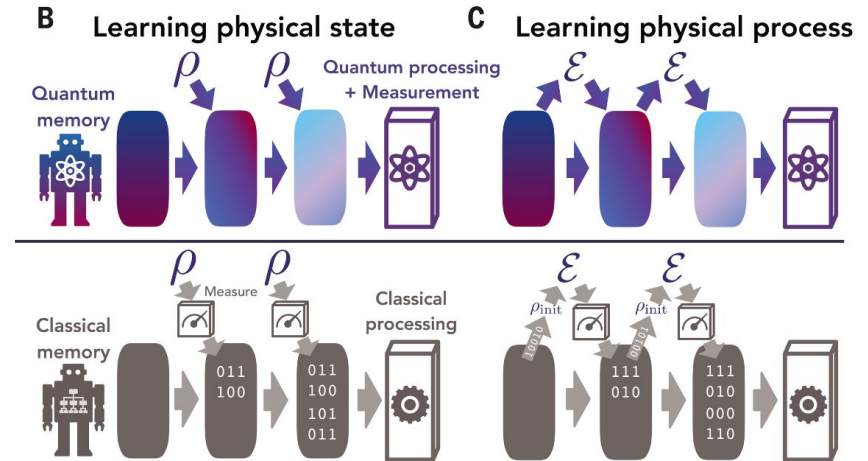 B Learning physical state
ρ ρ Quantum processing
+ Measurement
Quantum
memory
ρ ρ
Measure
Classical
processing
Classical
memory
011
100
011
100
101
011
C Learning physical process
ℰ ℰ
ℰ ℰ
ρinit ρinit
10010
00101
111
010
111
010
000
110